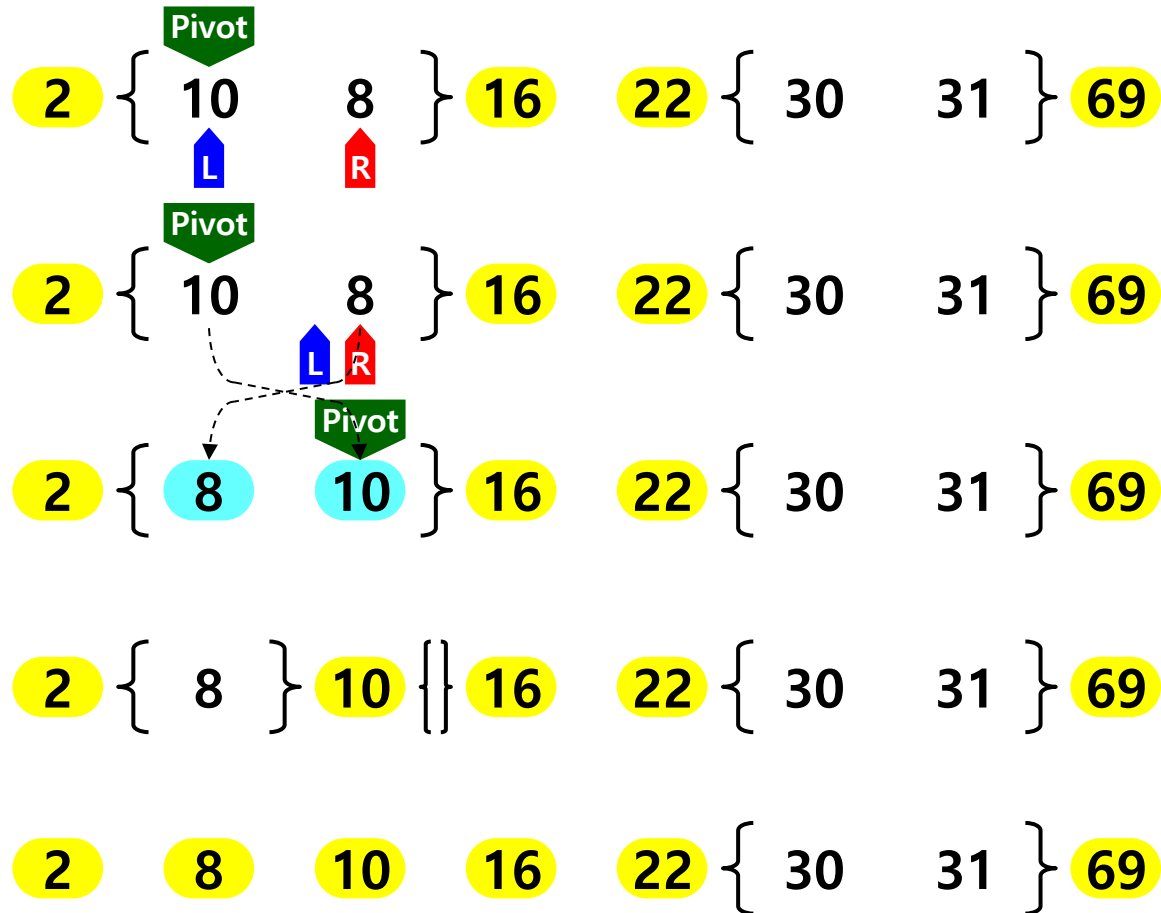 Pivot
2 { 10 8 } 16 22 { 30 31 } 69
L R
Pivot
2 { 10 8 } 16 22 { 30 31 } 69
L R
Pivot
2 { 8 10 } 16 22 { 30 31 } 69
2 { 8 } 10 { } 16 22 { 30 31 } 69
2 8 10 16 22 { 30 31 } 69